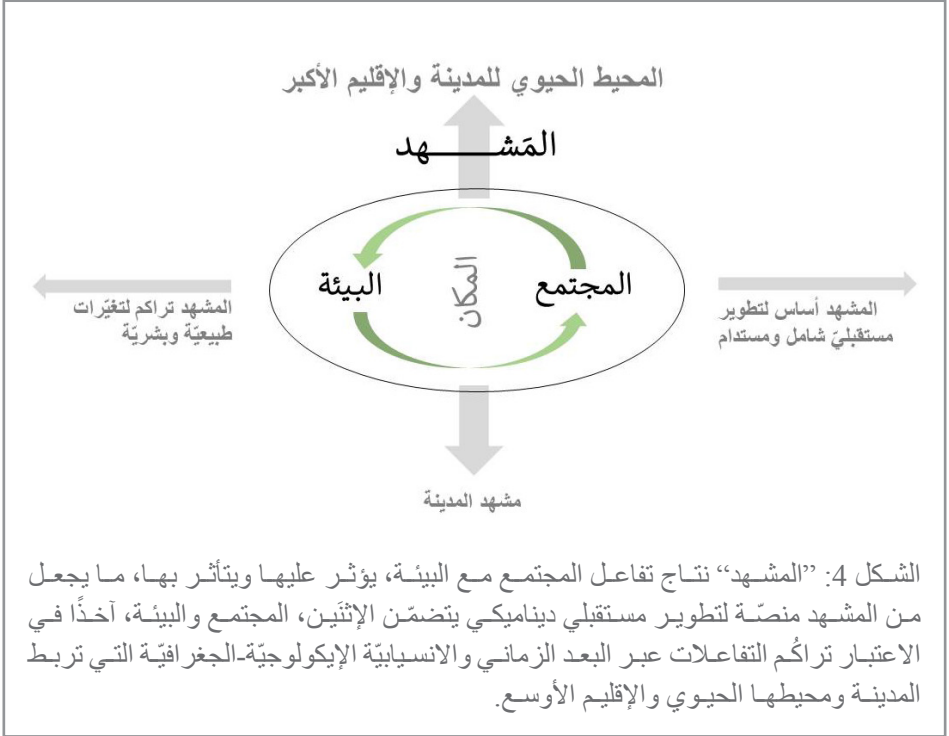 المحيط الحيوي للمدينة والإقليم الأكبر
المَشـــــهد
المجتمع
المكان
البيئة
المشهد أساس لتطوير
مستقبليّ شامل ومستدام
المشهد تراكم لتغيّرات
طبيعيّة وبشريّة
مشهد المدينة
الشكل 4: ”المشهد“ نتاج تفاعل المجتمع مع البيئة، يؤثر عليها ويتأثر بها، ما يجعل
من المشهد منصّة لتطوير مستقبلي ديناميكي يتضمّن الإثنَين، المجتمع والبيئة، آخذًا في
الاعتبار تراكُم التفاعلات عبر البعد الزماني والانسيابيّة الإيكولوجيّة-الجغرافيّة التي تربط
المدينة ومحيطها الحيوي والإقليم الأوسع.